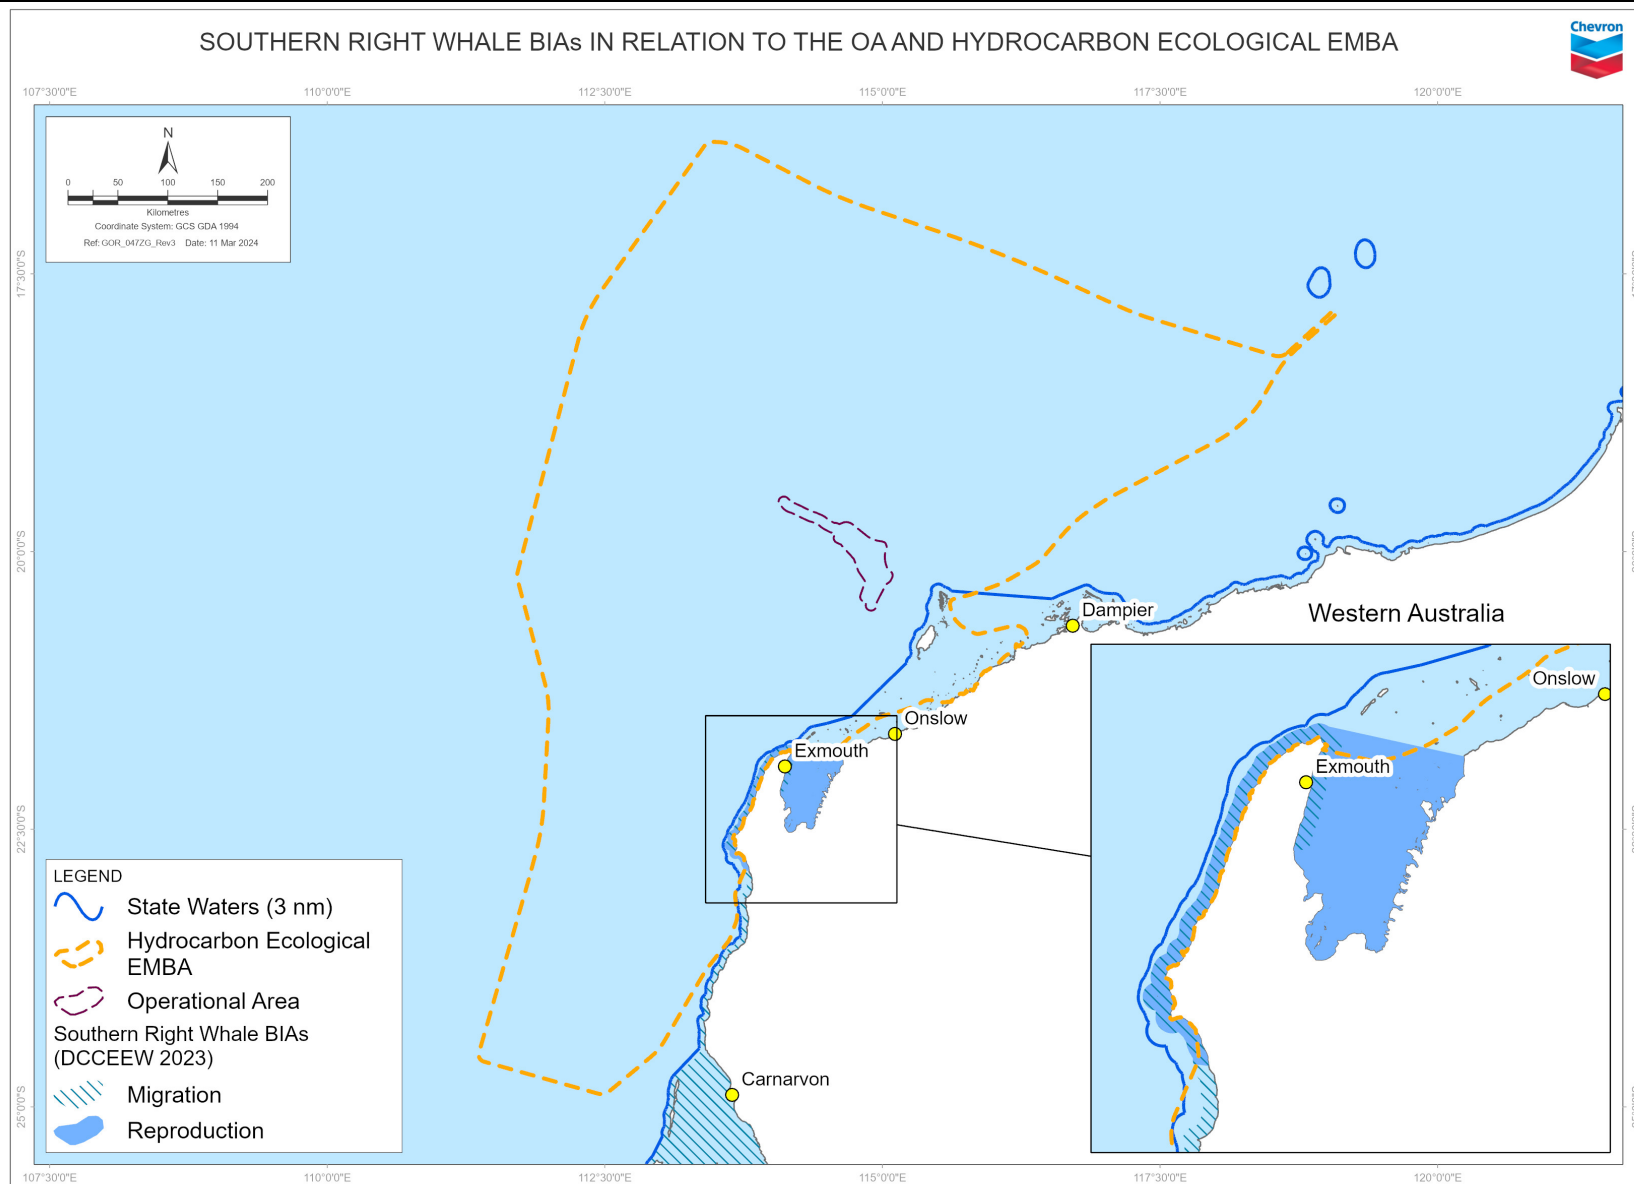 SOUTHERN RIGHT WHALE BIAs IN RELATION TO THE OA AND HYDROCARBON ECOLOGICAL EMBA
Chevron
107°30'0"E
110°0'0"E
112°30'0"E
115°0'0"E
117°30'0"E
120°0'0"E
N
0 50 100 150 200
Kilometres
Coordinate System: GCS GDA 1994
Ref: GOR_047ZG_Rev3 Date: 11 Mar 2024
17°30'0"S
20°0'0"S
22°30'0"S
25°0'0"S
Dampier
Western Australia
Onslow
Exmouth
Carnarvon
Onslow
Exmouth
LEGEND
State Waters (3 nm)
Hydrocarbon Ecological
EMBA
Operational Area
Southern Right Whale BIAs
(DCCEEW 2023)
Migration
Reproduction
107°30'0"E
110°0'0"E
112°30'0"E
115°0'0"E
117°30'0"E
120°0'0"E